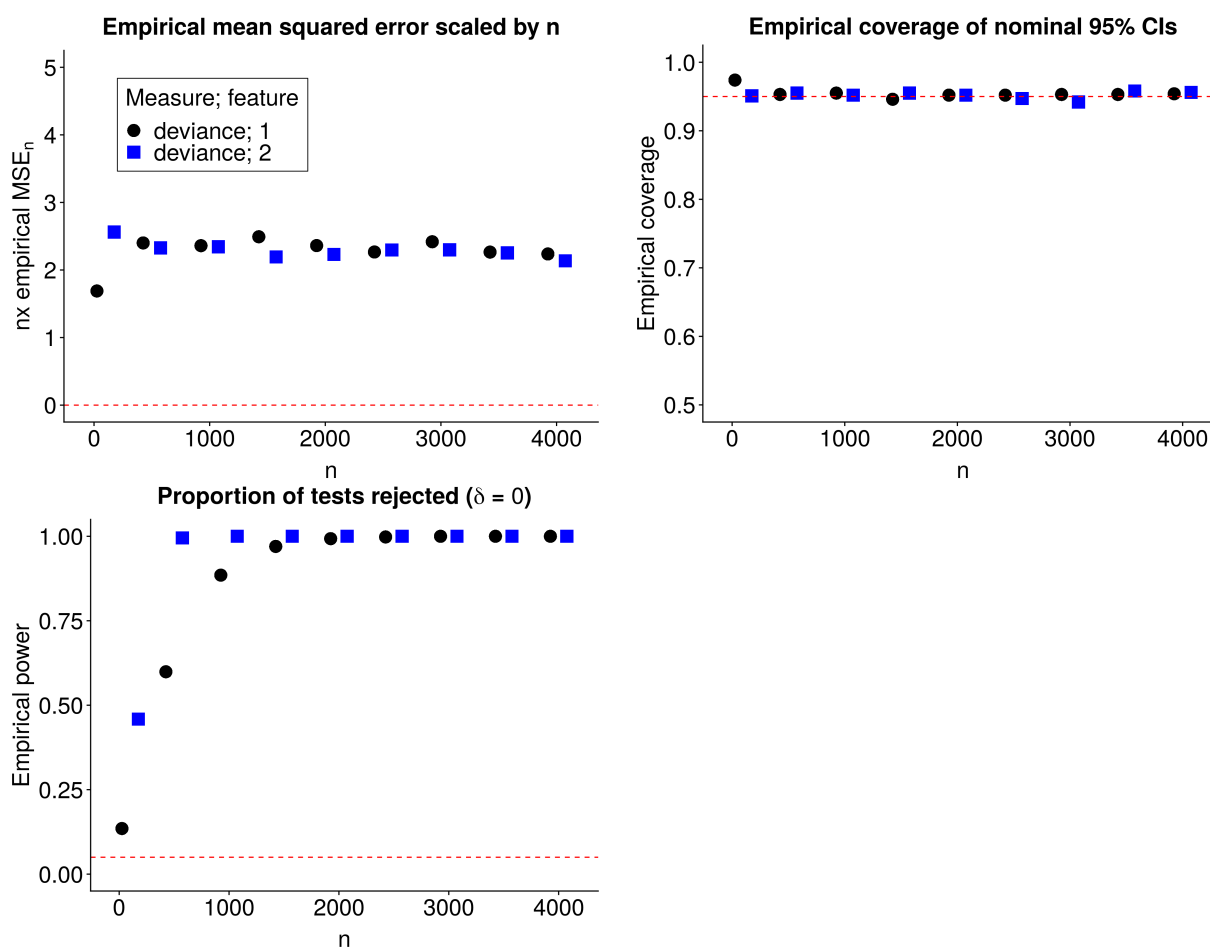 Empirical mean squared error scaled by n
5
4
3
2
1
0
nx empirical MSEₙ
Measure; feature
deviance; 1
deviance; 2
0 1000 2000 3000 4000
n
Empirical coverage of nominal 95% CIs
1.0
0.9
0.8
0.7
0.6
0.5
Empirical coverage
0 1000 2000 3000 4000
n
Proportion of tests rejected (δ = 0)
1.00
0.75
0.50
0.25
0.00
Empirical power
0 1000 2000 3000 4000
n